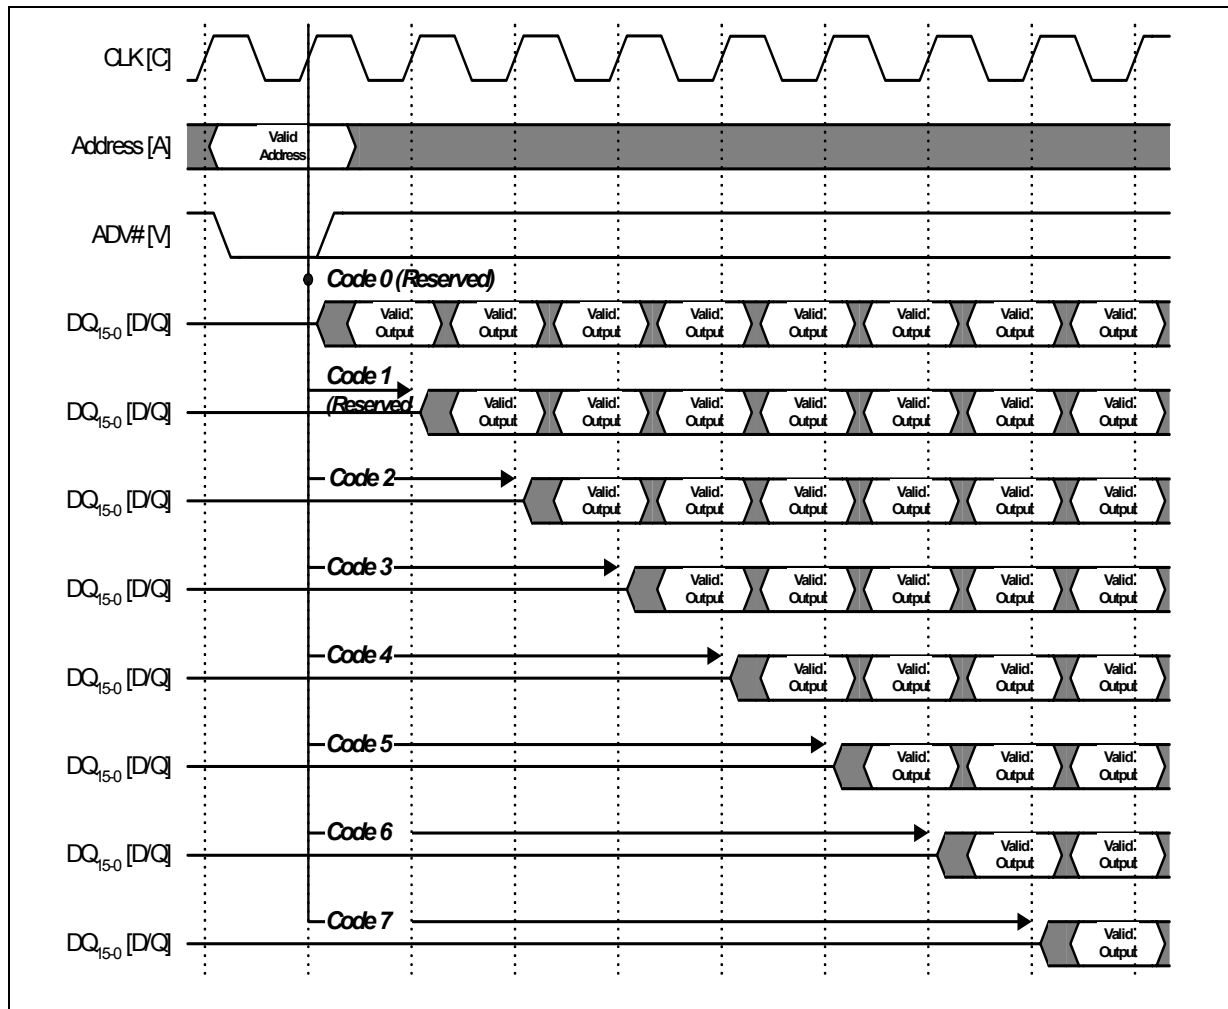 CLK [C]
Address [A]
Valid
Address
ADV# [V]
Code 0 (Reserved)
DQ15-0 [D/Q]
Valid Valid Valid Valid Valid Valid Valid Valid
Output Output Output Output Output Output Output Output
Code 1
(Reserved
DQ15-0 [D/Q]
Valid Valid Valid Valid Valid Valid Valid
Output Output Output Output Output Output Output
Code 2
DQ15-0 [D/Q]
Valid Valid Valid Valid Valid Valid
Output Output Output Output Output Output
Code 3
DQ15-0 [D/Q]
Valid Valid Valid Valid Valid
Output Output Output Output Output
Code 4
DQ15-0 [D/Q]
Valid Valid Valid Valid
Output Output Output Output
Code 5
DQ15-0 [D/Q]
Valid Valid Valid
Output Output Output
Code 6
DQ15-0 [D/Q]
Valid Valid
Output Output
Code 7
DQ15-0 [D/Q]
Valid
Output